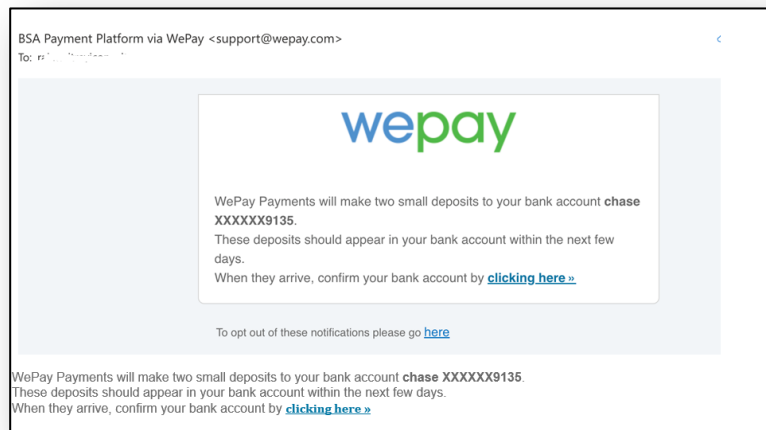 BSA Payment Platform via WePay <support@wepay.com>
To:
wepay
WePay Payments will make two small deposits to your bank account chase
XXXXXX9135.
These deposits should appear in your bank account within the next few
days.
When they arrive, confirm your bank account by clicking here »
To opt out of these notifications please go here
WePay Payments will make two small deposits to your bank account chase XXXXXX9135.
These deposits should appear in your bank account within the next few days.
When they arrive, confirm your bank account by clicking here »